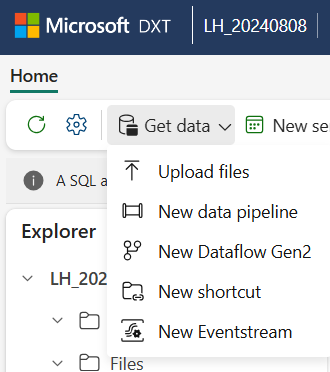 Microsoft DXT LH_20240808
Home
Get data New se
A SQL a
Upload files
Explorer
New data pipeline
New Dataflow Gen2
LH_202
New shortcut
New Eventstream
Files